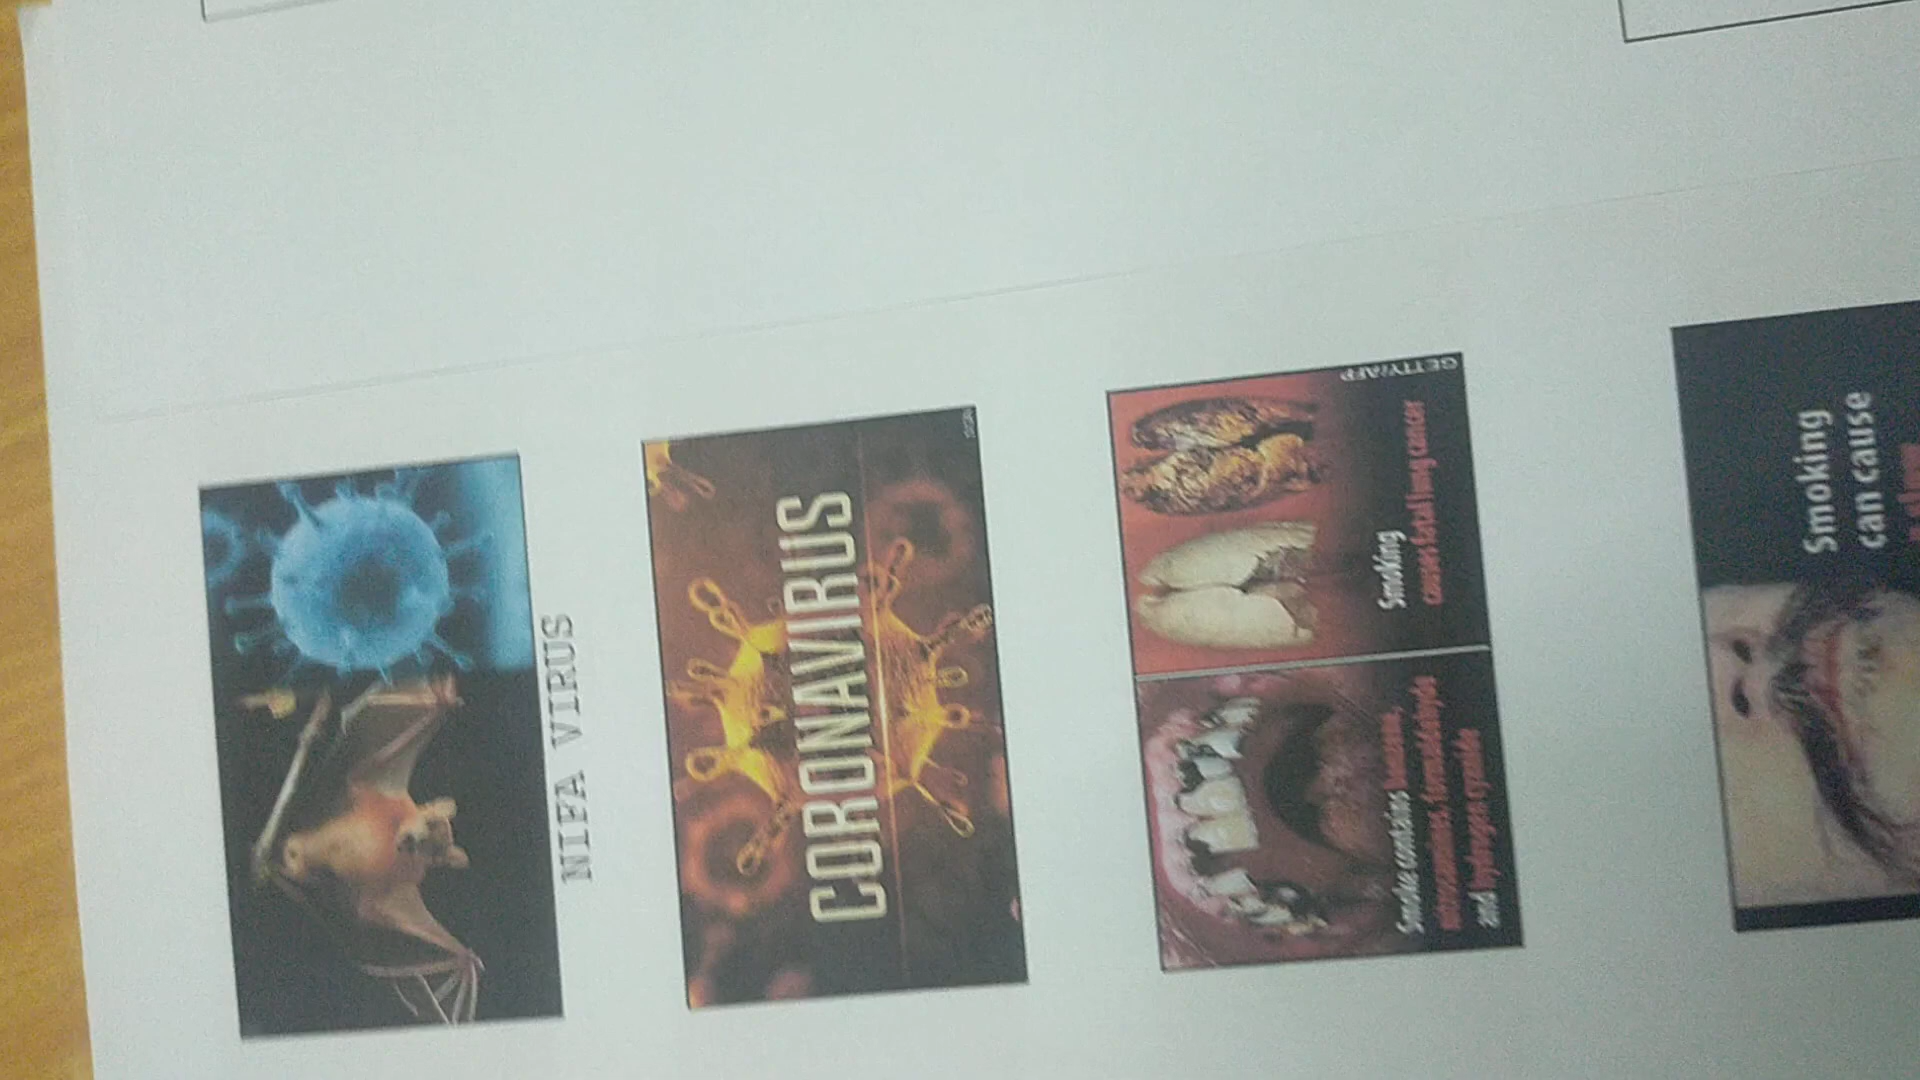 NIFA VIRUS
CORONAVIRUS
Smoke contains benzene,
nitrosamines, formaldehyde
and hydrogen cyanide
Smoking
causes fatal lung cancer
GETTY/AFP
Smoking
can cause
a slow